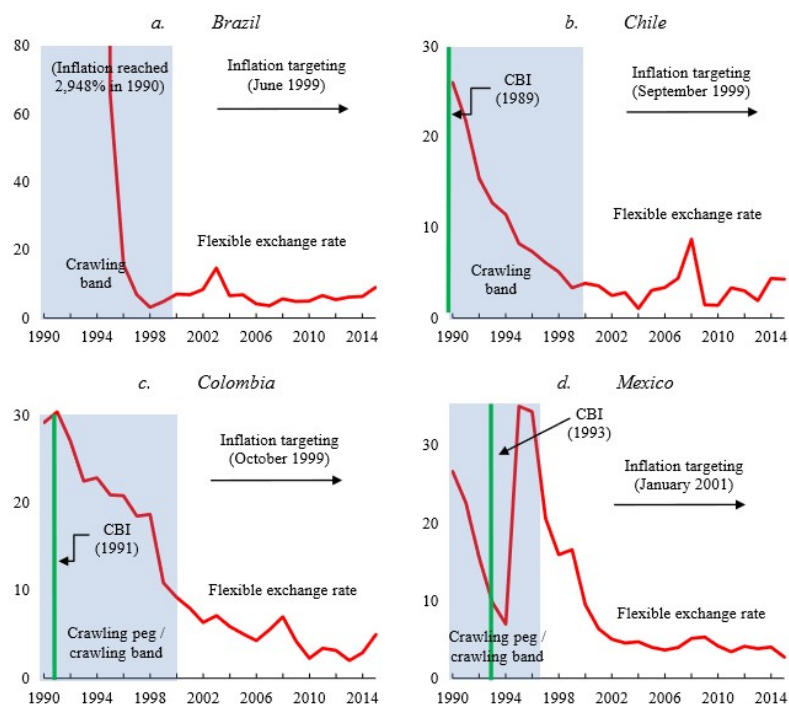 a. Brazil
80
60
40
20
0
(Inflation reached
2,948% in 1990)
Inflation targeting
(June 1999)
Flexible exchange rate
Crawling
band
1990 1994 1998 2002 2006 2010 2014
b. Chile
30
20
10
0
CBI
(1989)
Inflation targeting
(September 1999)
Flexible exchange rate
Crawling
band
1990 1994 1998 2002 2006 2010 2014
c. Colombia
30
20
10
0
Inflation targeting
(October 1999)
CBI
(1991)
Flexible exchange rate
Crawling peg /
crawling band
1990 1994 1998 2002 2006 2010 2014
d. Mexico
30
20
10
0
CBI
(1993)
Inflation targeting
(January 2001)
Flexible exchange rate
Crawling peg /
crawling band
1990 1994 1998 2002 2006 2010 2014